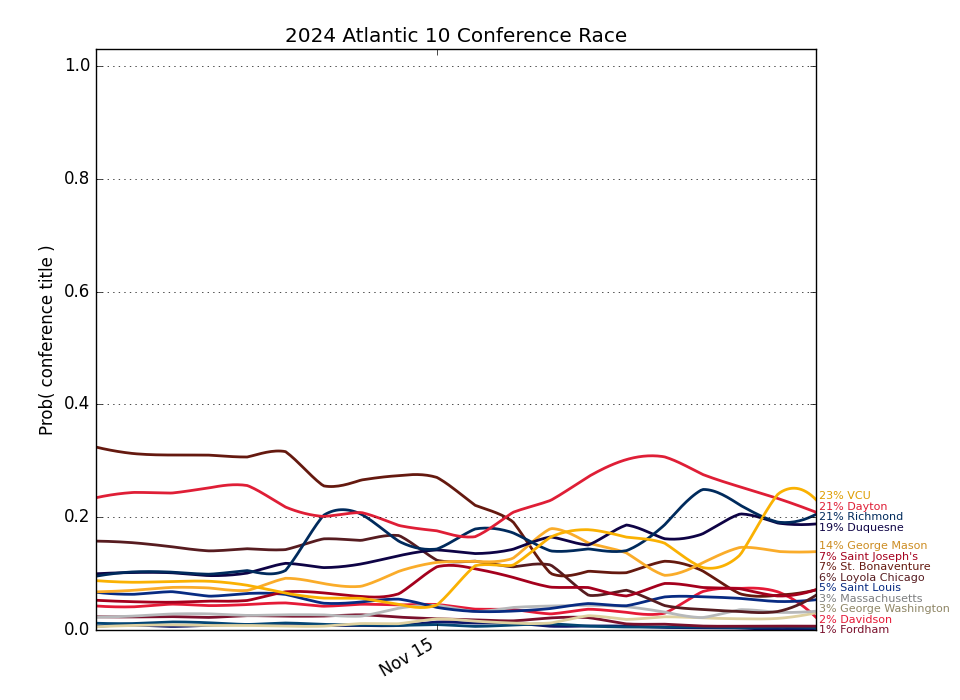 2024 Atlantic 10 Conference Race
Prob( conference title )
1.0
0.8
0.6
0.4
0.2
0.0
Nov 15
23% VCU
21% Dayton
21% Richmond
19% Duquesne
14% George Mason
7% Saint Joseph's
7% St. Bonaventure
6% Loyola Chicago
5% Saint Louis
3% Massachusetts
3% George Washington
2% Davidson
1% Fordham